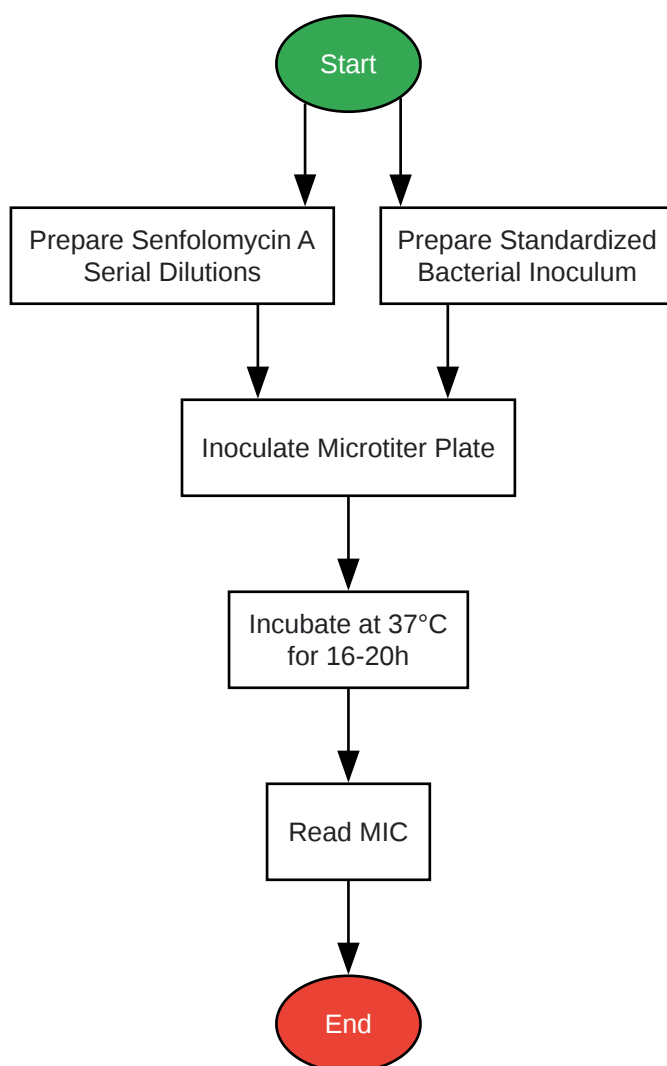 Start
Prepare Senfolomycin A
Serial Dilutions
Prepare Standardized
Bacterial Inoculum
Inoculate Microtiter Plate
Incubate at 37°C
for 16-20h
Read MIC
End